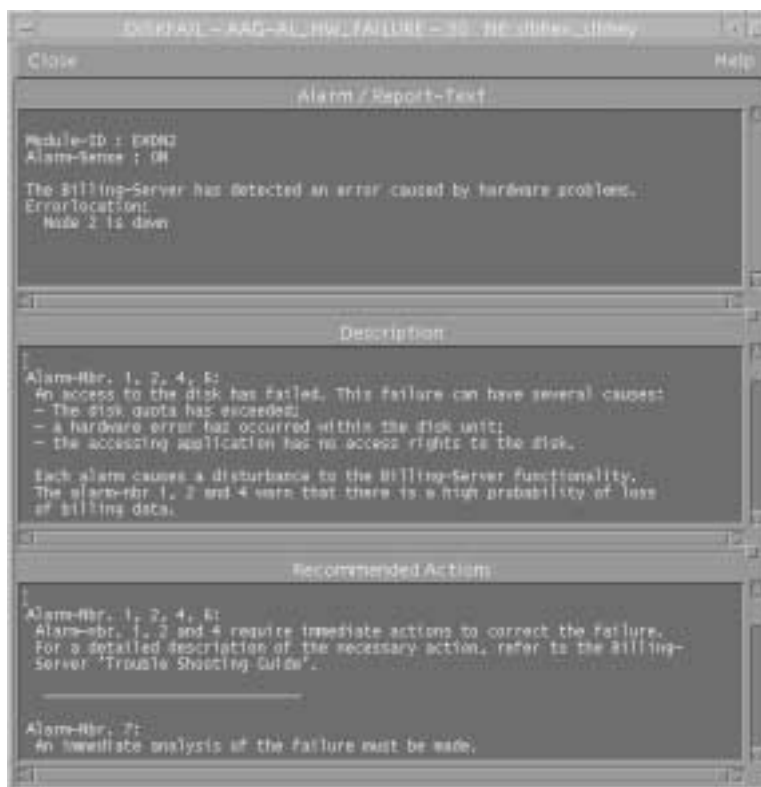 DISKFAIL - AAG-AL_HW_FAILURE - 30 NE
Close Help
Alarm / Report-Text
Module-ID : EHDN2
Alarm-Sense : ON
The Billing-Server has detected an error caused by hardware problems.
Errorlocation:
Node 2 is down
Description
Alarm-Nbr. 1, 2, 4, 6:
An access to the disk has failed. This failure can have several causes:
- The disk quota has exceeded;
- a hardware error has occurred within the disk unit;
- the accessing application has no access rights to the disk.
Each alarm causes a disturbance to the Billing-Server functionality.
The alarm-nbr 1, 2 and 4 warn that there is a high probability of loss
of billing data.
Recommended Actions
Alarm-Nbr. 1, 2, 4, 6:
Alarm-nbr. 1, 2 and 4 require immediate actions to correct the failure.
For a detailed description of the necessary action, refer to the Billing-
Server 'Trouble Shooting Guide'.
Alarm-Nbr. 7:
An immediate analysis of the failure must be made.